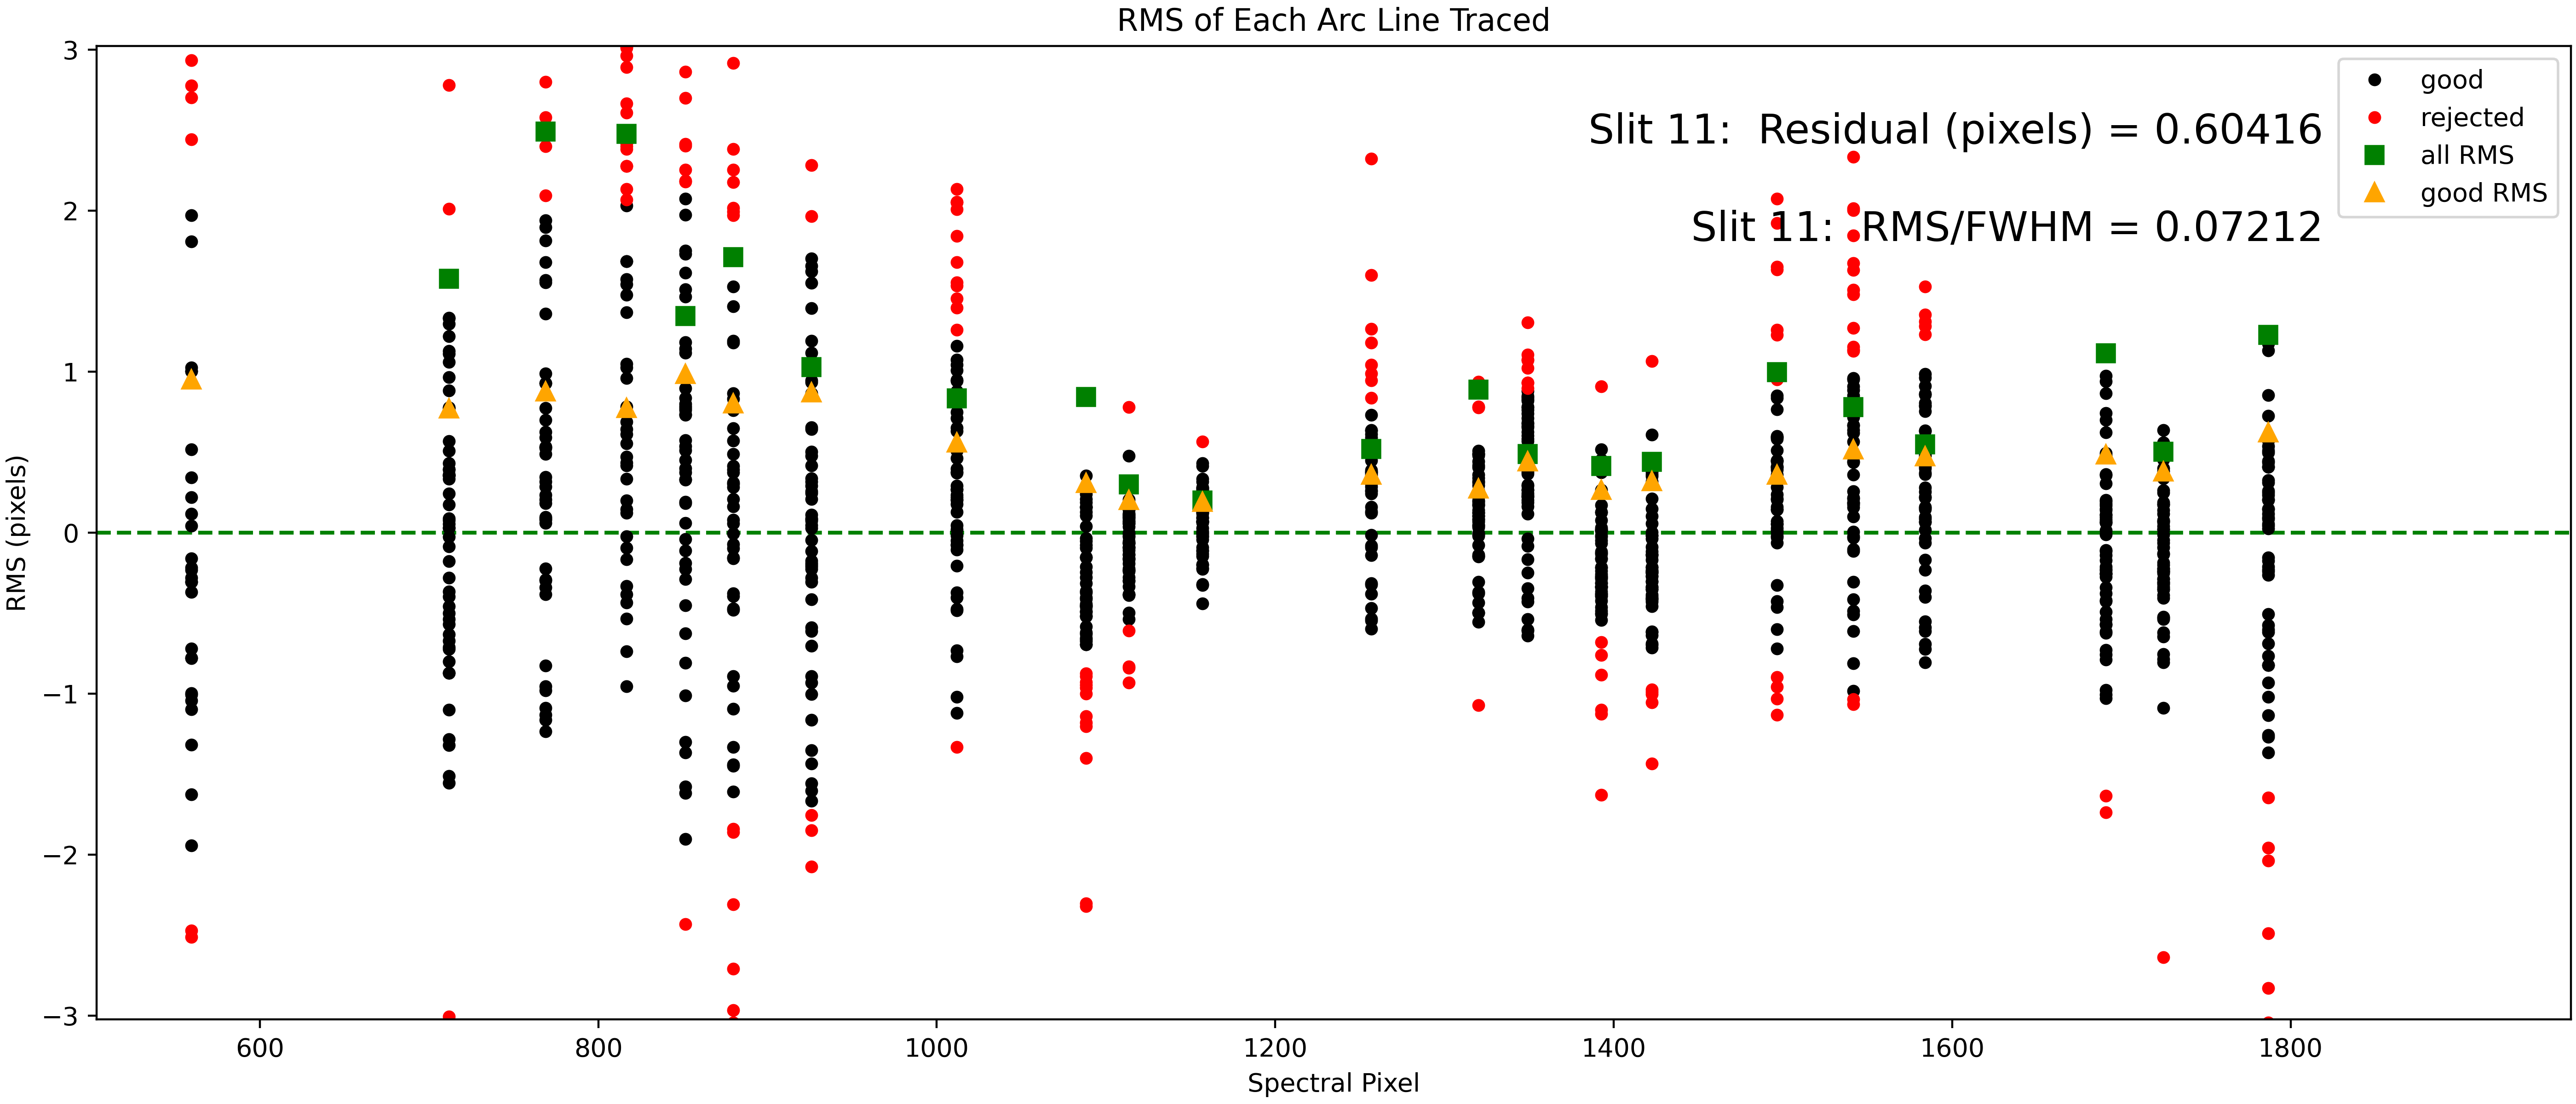 RMS of Each Arc Line Traced
good
rejected
all RMS
good RMS
Slit 11:  Residual (pixels) = 0.60416
Slit 11:  RMS/FWHM = 0.07212
RMS (pixels)
3
2
1
0
−1
−2
−3
600
800
1000
1200
1400
1600
1800
Spectral Pixel